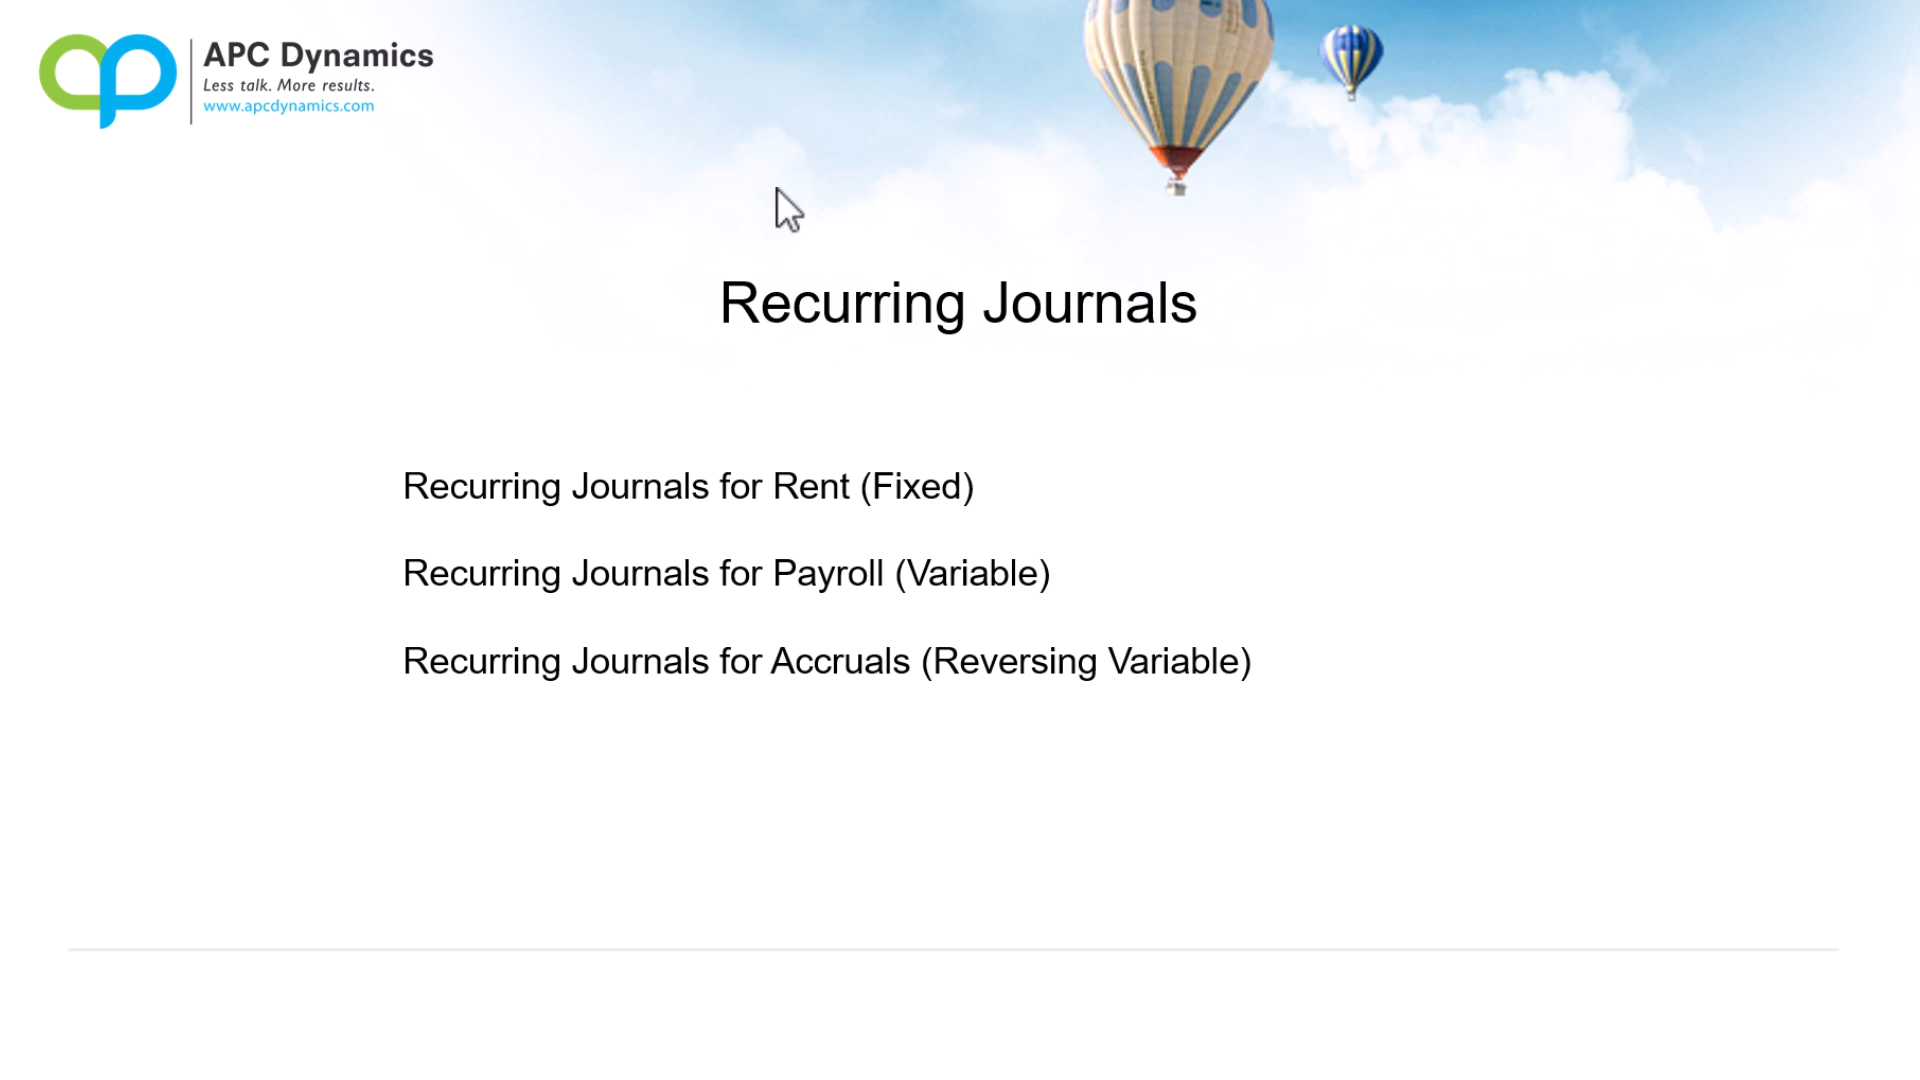 APC Dynamics
Less talk. More results.
www.apcdynamics.com
Recurring Journals
Recurring Journals for Rent (Fixed)
Recurring Journals for Payroll (Variable)
Recurring Journals for Accruals (Reversing Variable)